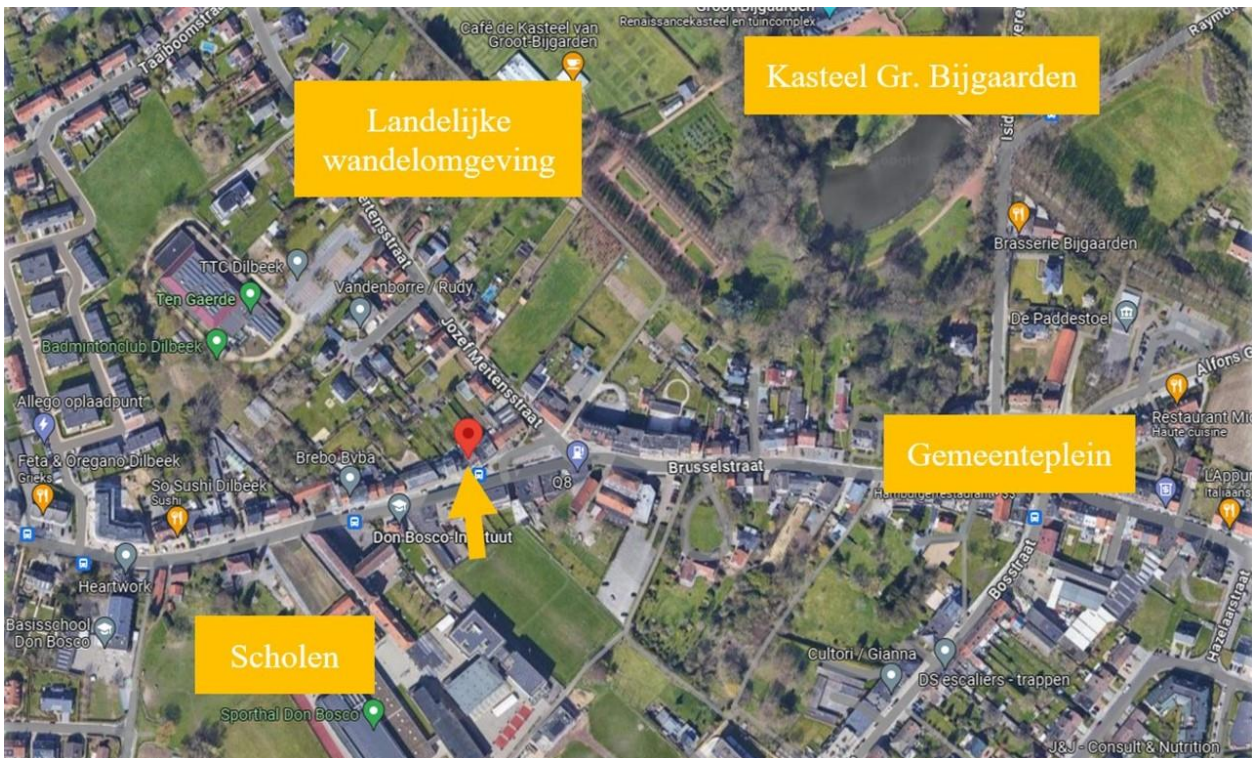 Groot-Bijgaarden
Renaissancekasteel en tuincomplex
Café de Kasteel van
Groot-Bijgarden
Taalboomstraat
Kasteel Gr. Bijgaarden
Landelijke
wandelomgeving
Brasserie Bijgaarden
TTC Dilbeek
Ten Gaerde
Vandenborre / Rudy
De Paddestoel
Badmintonclub Dilbeek
Jozef Mertensstraat
Allego oplaadpunt
Restaurant
Haute cuisine
Feta & Oregano Dilbeek
Grieks
Brebo Bvba
So Sushi Dilbeek
Sushi
Q8
Brusselstraat
Gemeenteplein
Don Bosco-Instituut
Heartwork
Bosstraat
Hazelaarstraat
Basisschool
Don Bosco
Scholen
Cultori / Gianna
DS escaliers - trappen
Sporthal Don Bosco
J&J - Consult & Nutrition